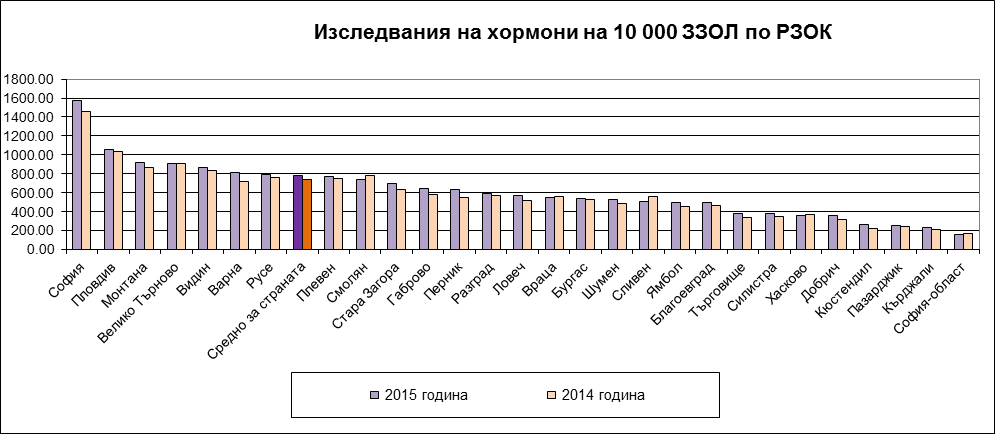 Изследвания на хормони на 10 000 ЗЗОЛ по РЗОК
1800.00
1600.00
1400.00
1200.00
1000.00
800.00
600.00
400.00
200.00
0.00
София
Пловдив
Монтана
Велико Търново
Видин
Варна
Русе
Средно за страната
Плевен
Смолян
Стара Загора
Габрово
Перник
Разград
Ловеч
Враца
Бургас
Шумен
Сливен
Ямбол
Благоевград
Търговище
Силистра
Хасково
Добрич
Кюстендил
Пазарджик
Кърджали
София-област
2015 година
2014 година